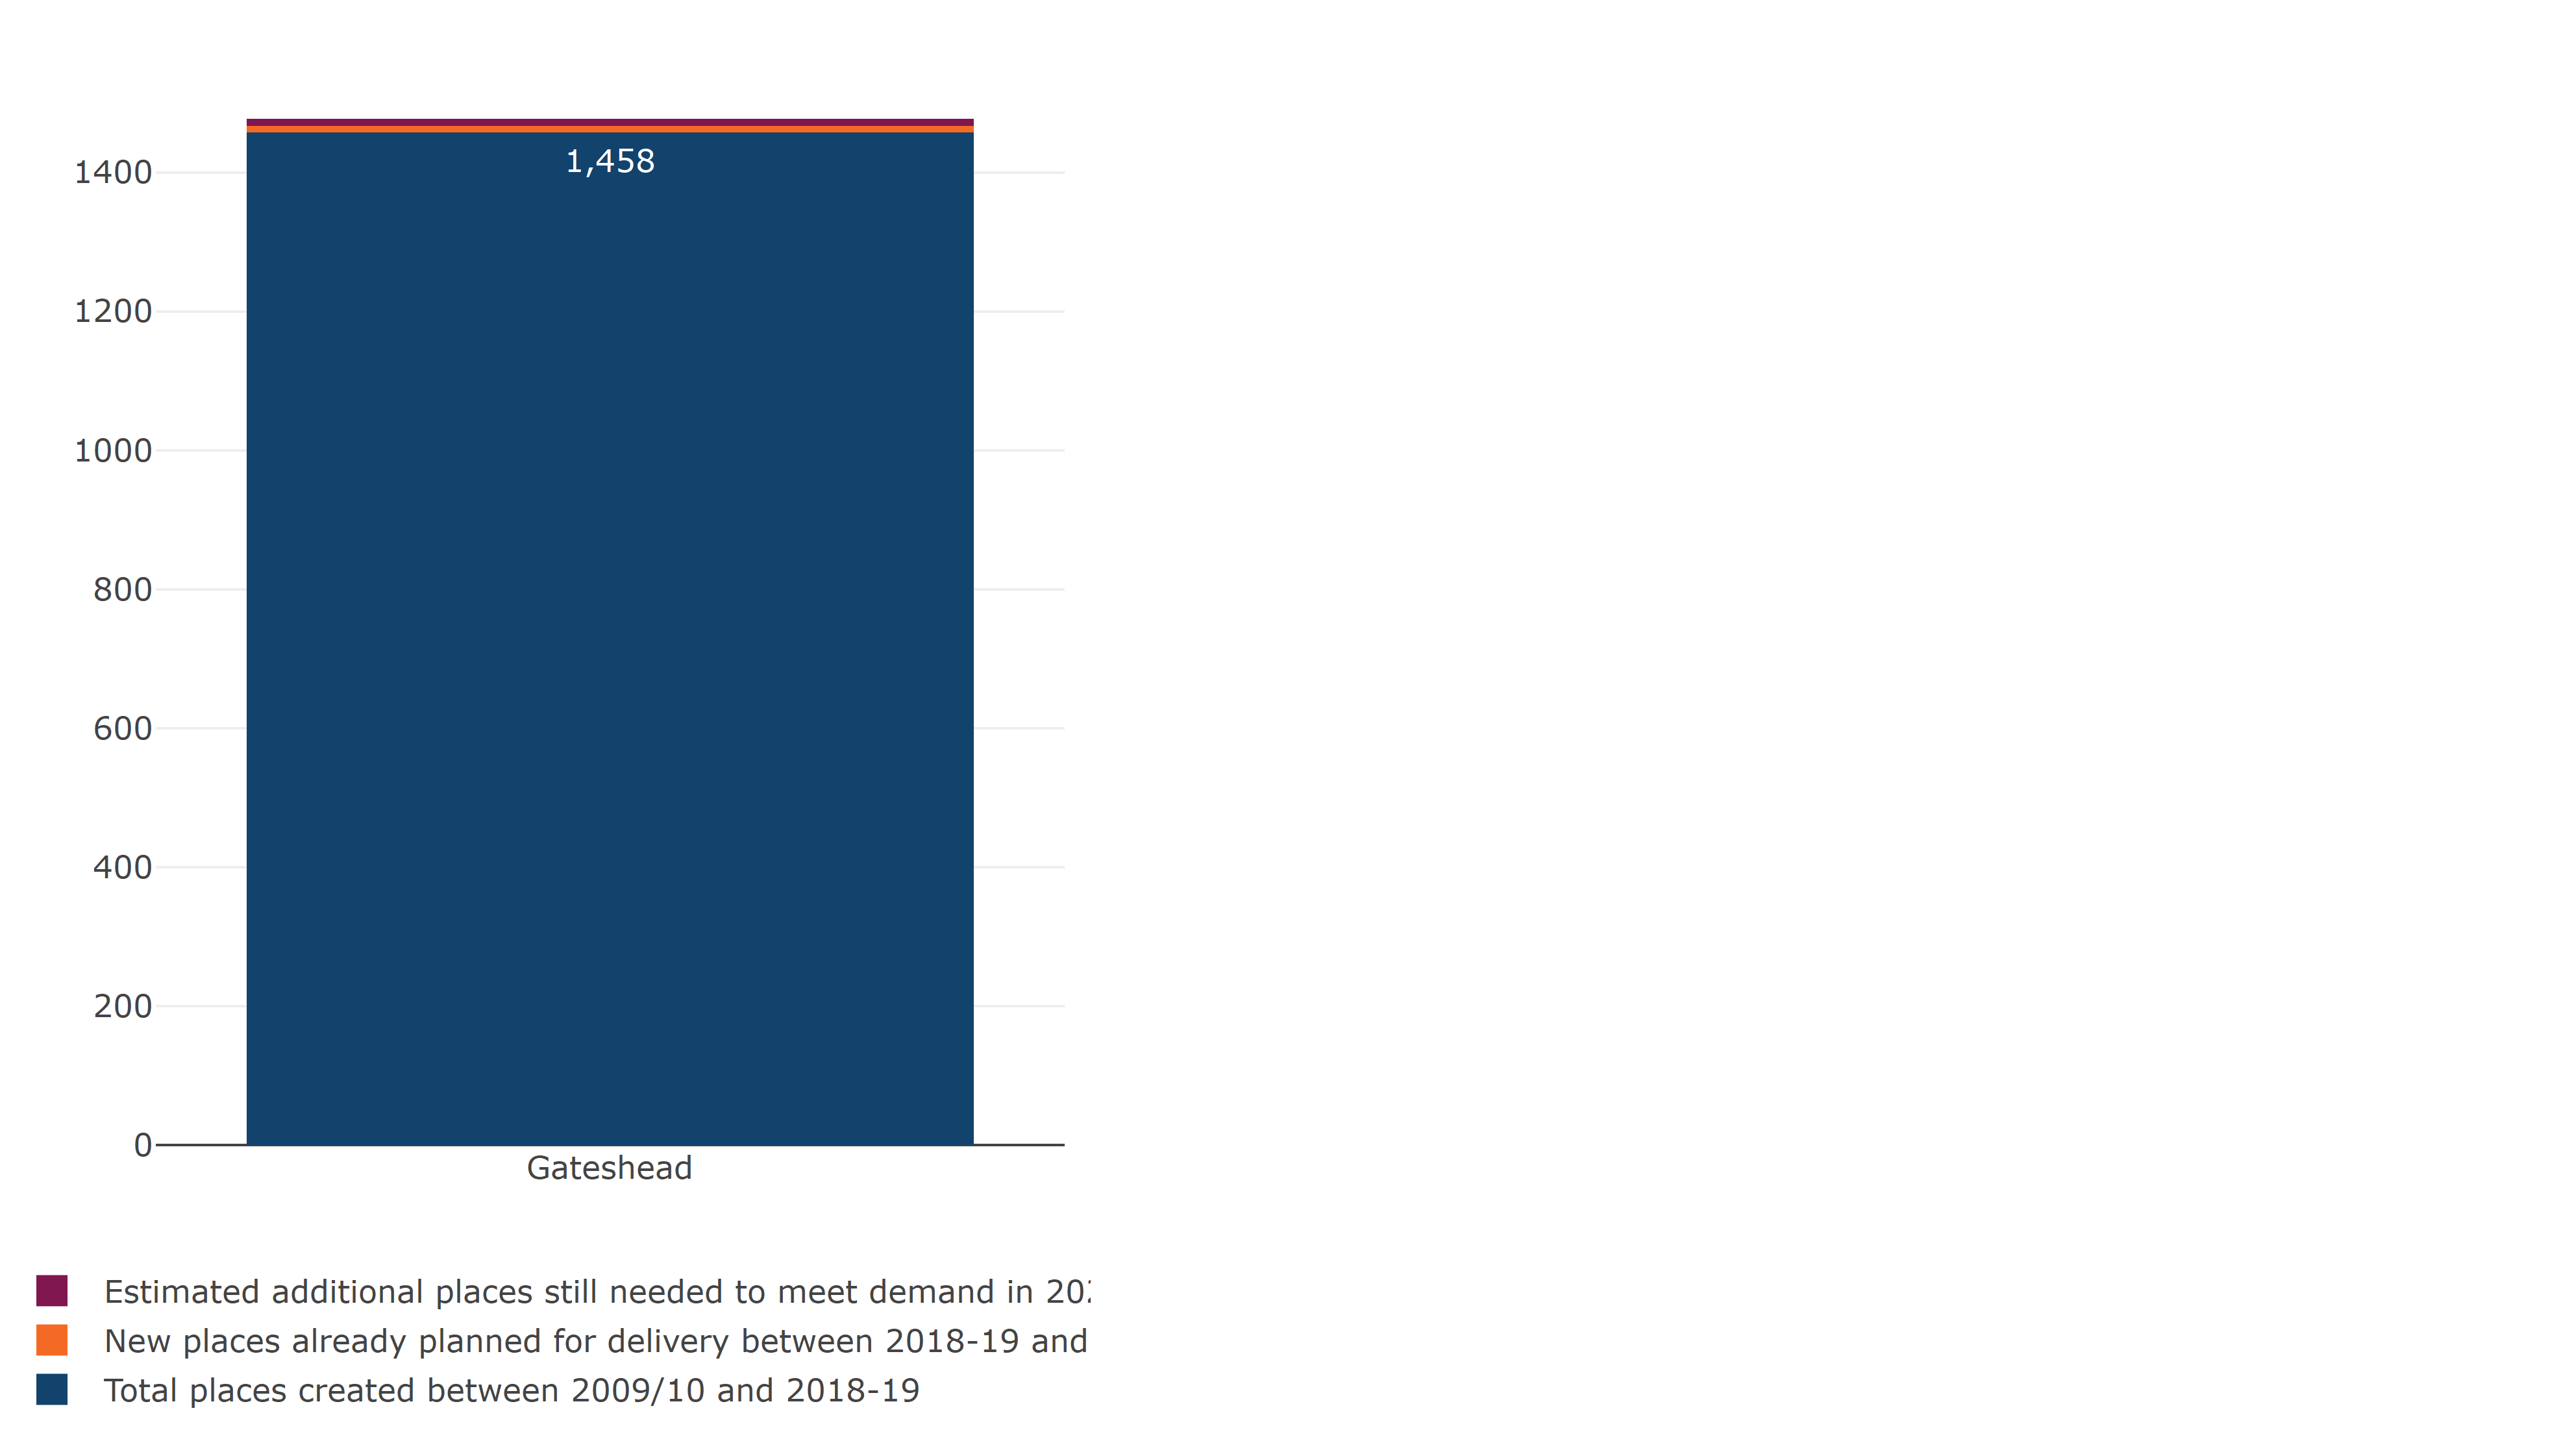 1,458
1400
1200
1000
800
600
400
200
0
Gateshead
Estimated additional places still needed to meet demand in
New places already planned for delivery between 2018-19 and
Total places created between 2009/10 and 2018-19